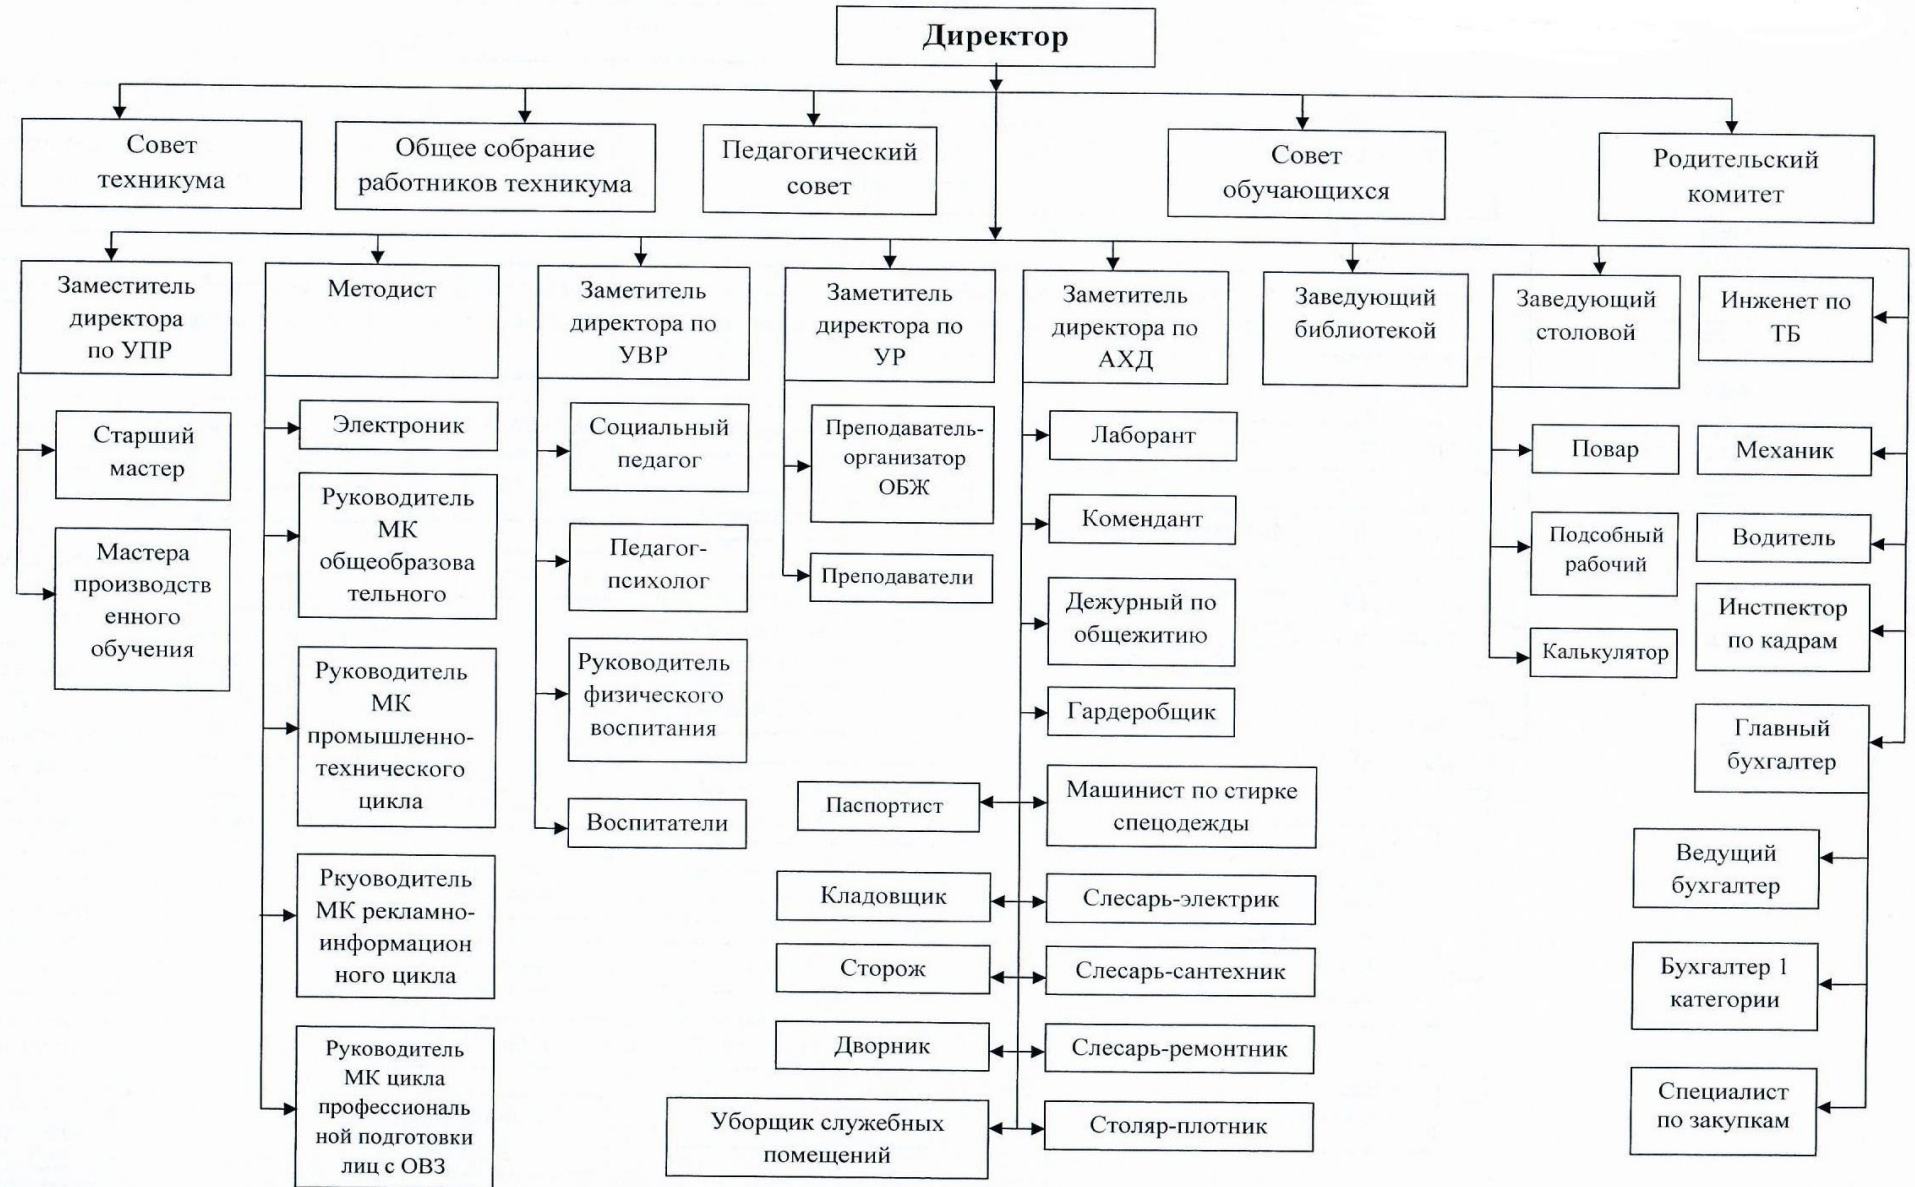 Директор
Совет
техникума
Общее собрание
работников техникума
Педагогический
совет
Совет
обучающихся
Родительский
комитет
Заместитель
директора
по УПР
Старший
мастер
Мастера
производств
енного
обучения
Методист
Электроник
Руководитель
МК
общеобразова
тельного
Руководитель
МК
промышленно-
технического
цикла
Ркуоводитель
МК рекламно-
информацион
ного цикла
Руководитель
МК цикла
профессиональ
ной подготовки
лиц с ОВЗ
Заметитель
директора по
УВР
Социальный
педагог
Педагог-
психолог
Руководитель
физического
воспитания
Воспитатели
Заметитель
директора по
УР
Преподаватель-
организатор
ОБЖ
Преподаватели
Заметитель
директора по
АХД
Лаборант
Комендант
Дежурный по
общежитию
Гардеробщик
Паспортист
Машинист по стирке
спецодежды
Кладовщик
Слесарь-электрик
Сторож
Слесарь-сантехник
Дворник
Слесарь-ремонтник
Уборщик служебных
помещений
Столяр-плотник
Заведующий
библиотекой
Заведующий
столовой
Повар
Подсобный
рабочий
Калькулятор
Инженет по
ТБ
Механик
Водитель
Инстпектор
по кадрам
Главный
бухгалтер
Ведущий
бухгалтер
Бухгалтер 1
категории
Специалист
по закупкам